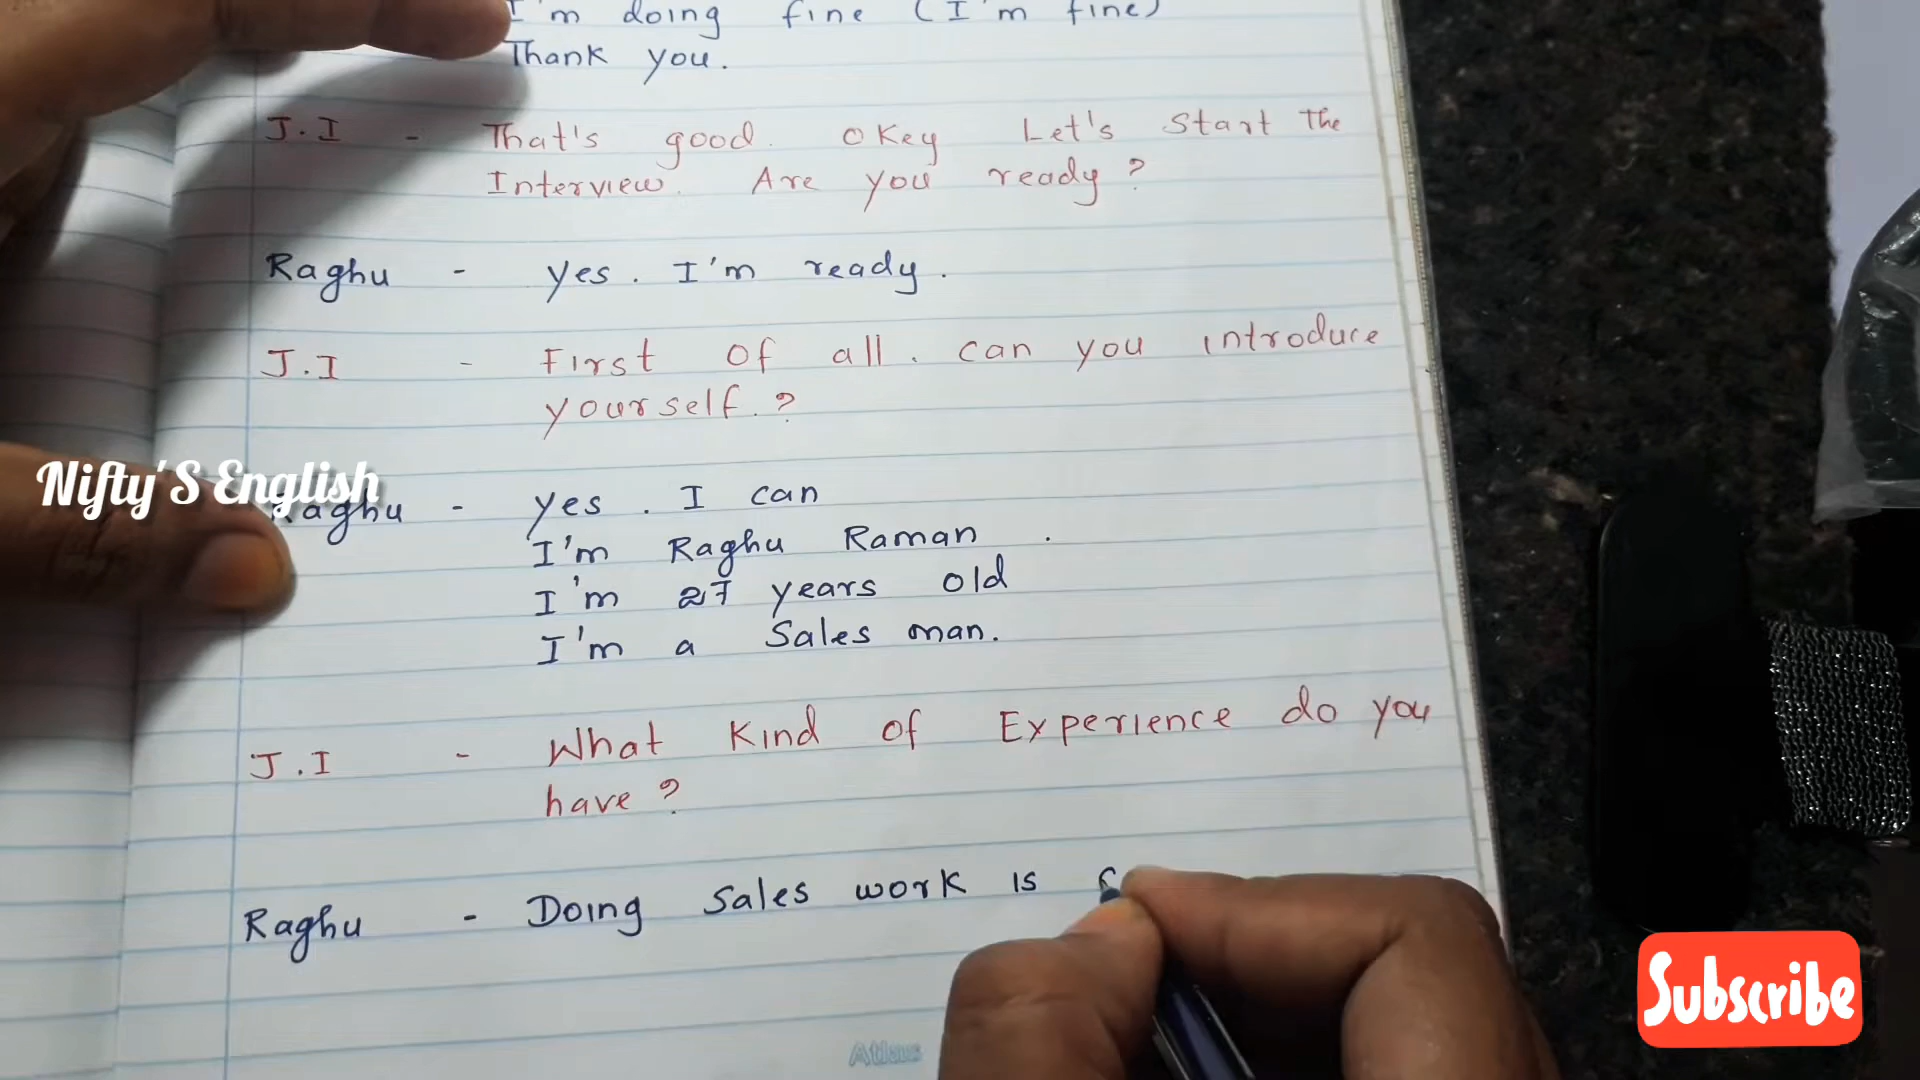 I'm doing fine (I'm fine)
Thank you.
J.I - That's good. Okey Let's start the
Interview. Are you ready?
Raghu - yes. I'm ready.
J.I - First of all. can you introduce
yourself.?
Nifty'S English
Raghu - yes. I can
I'm Raghu Raman.
I'm 27 years old
I'm a Sales man.
J.I - What kind of Experience do you
have?
Raghu - Doing Sales work is
Subscribe
Atlas